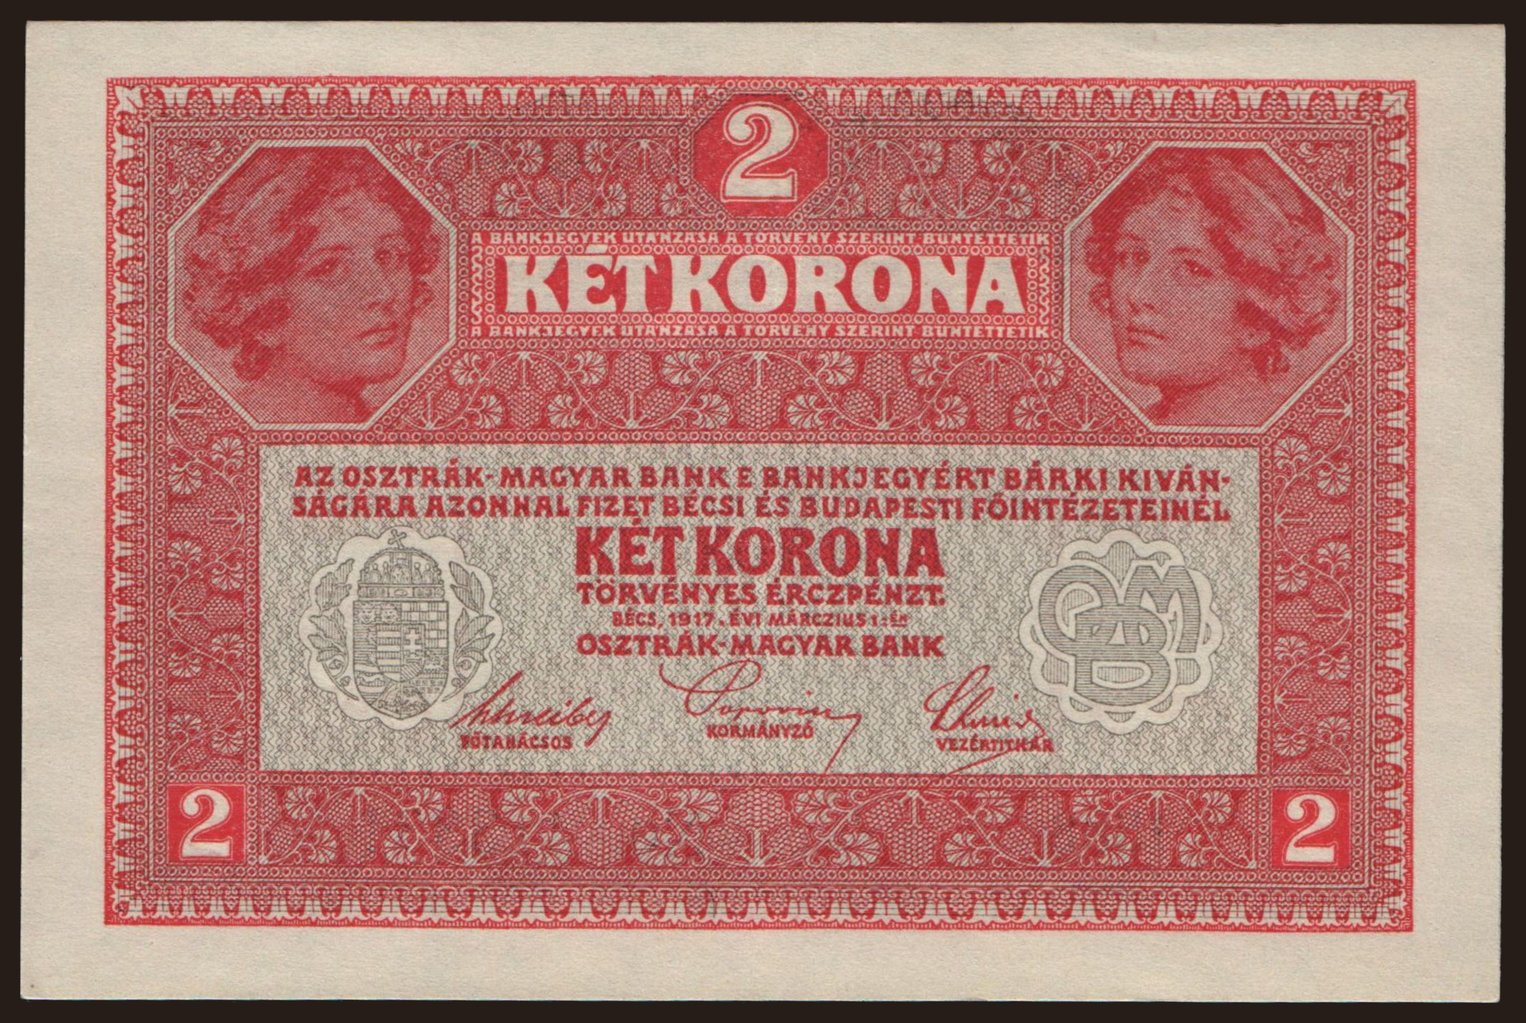 2
A BANKJEGYEK UTÁNZÁSA A TÖRVÉNY SZERINT BÜNTETTETIK
KÉT KORONA
A BANKJEGYEK UTÁNZÁSA A TÖRVÉNY SZERINT BÜNTETTETIK
AZ OSZTRÁK-MAGYAR BANK E BANKJEGYÉRT BÁRKI KIVÁN-
SÁGÁRA AZONNAL FIZET BÉCSI ÉS BUDAPESTI FŐINTÉZETEINÉL
KÉT KORONA
TÖRVÉNYES ÉRCZPÉNZT.
BÉCS, 1917. ÉVI MÁRCZIUS 1-ÉN
OSZTRÁK-MAGYAR BANK
FŐTANÁCSOS
KORMÁNYZÓ
VEZÉRTITKÁR
2
2